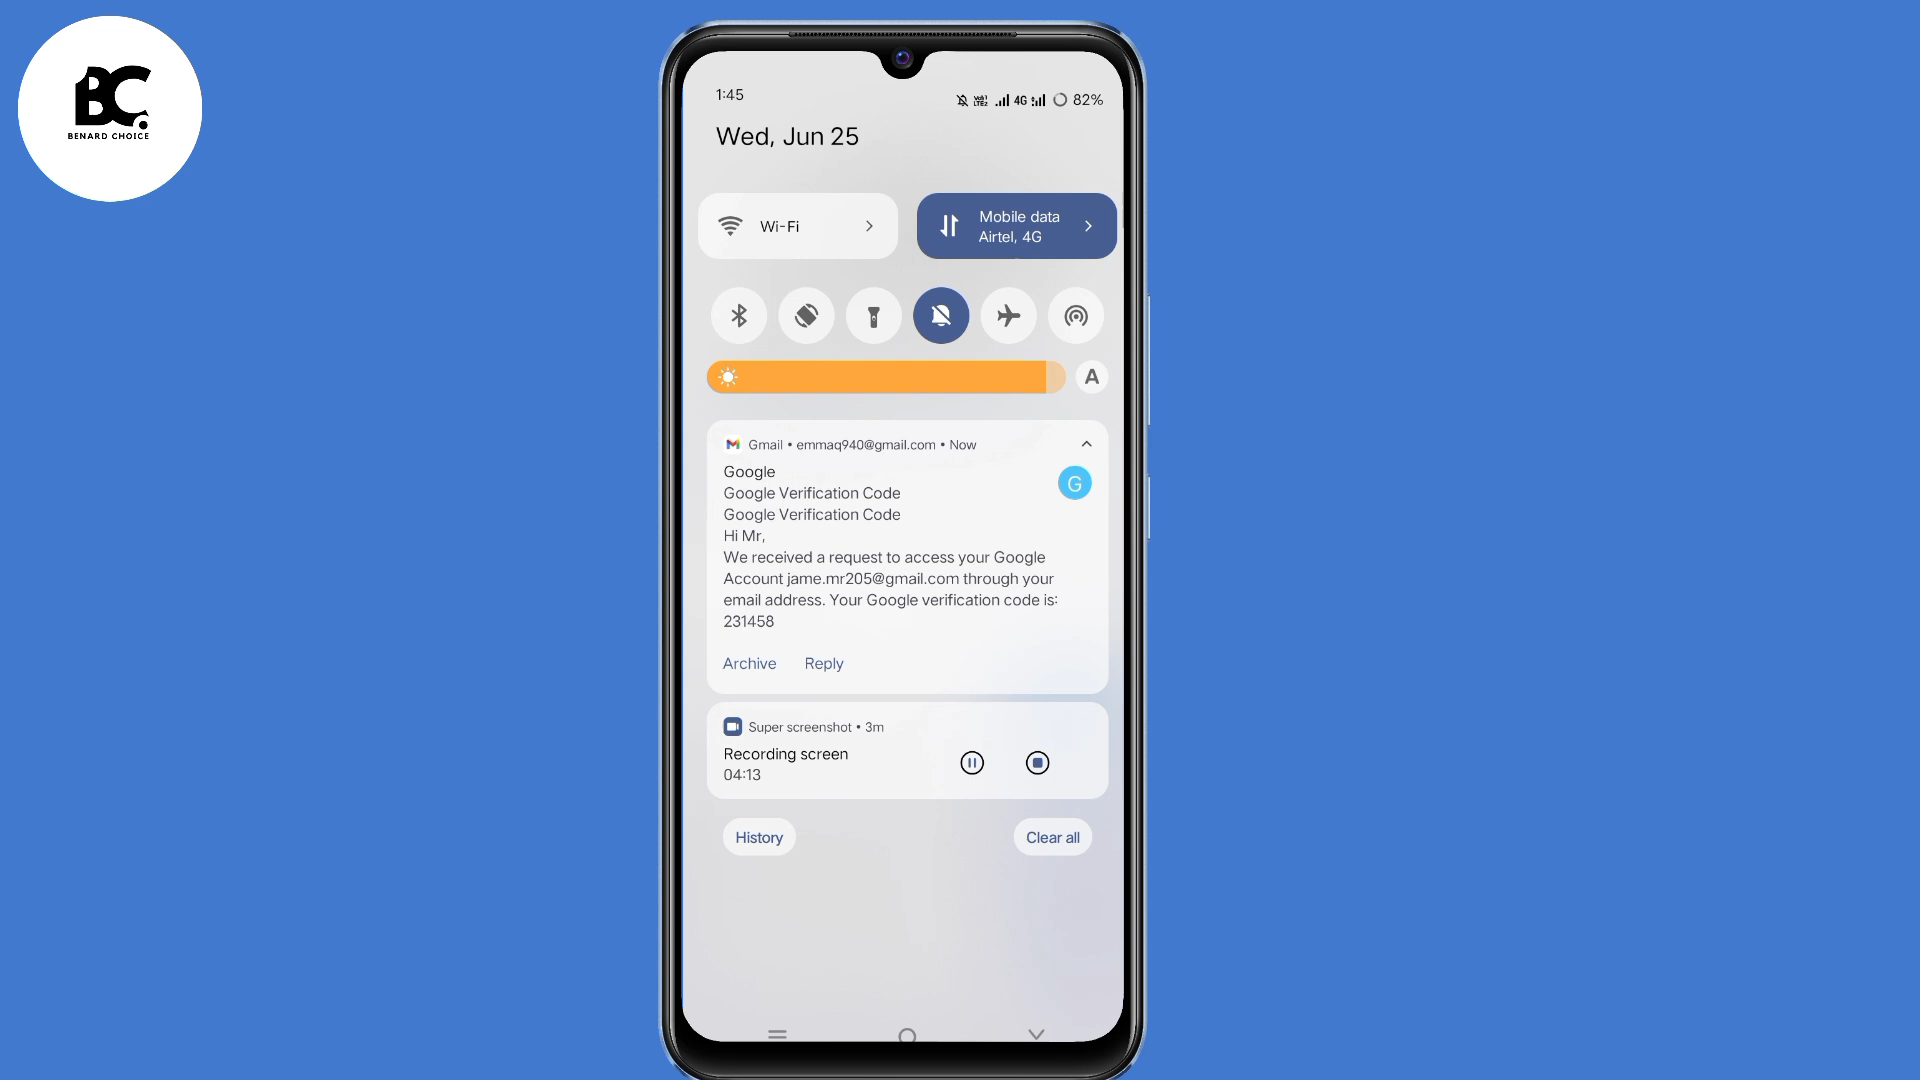 BC.
BENARD CHOICE
1:45
4G
82%
Wed, Jun 25
Wi-Fi
Mobile data
Airtel, 4G
A
Gmail • emmaq940@gmail.com • Now
Google
G
Google Verification Code
Google Verification Code
Hi Mr,
We received a request to access your Google
Account jame.mr205@gmail.com through your
email address. Your Google verification code is:
231458
Archive
Reply
Super screenshot • 3m
Recording screen
04:13
History
Clear all